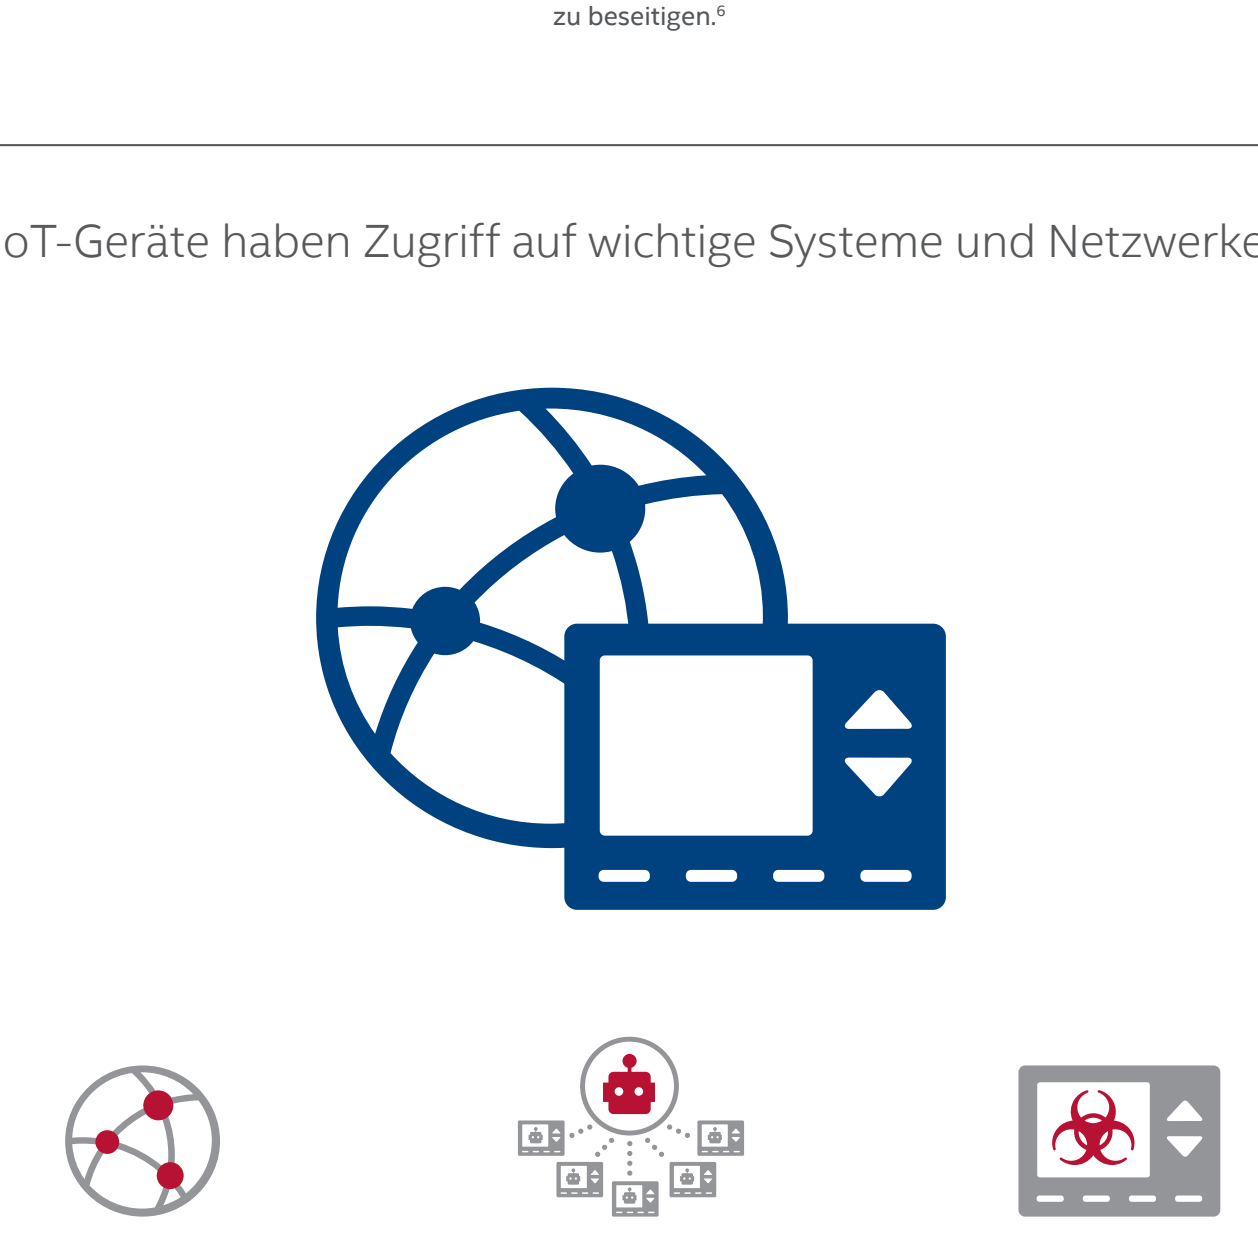 zu beseitigen.⁶
oT-Geräte haben Zugriff auf wichtige Systeme und Netzwerke